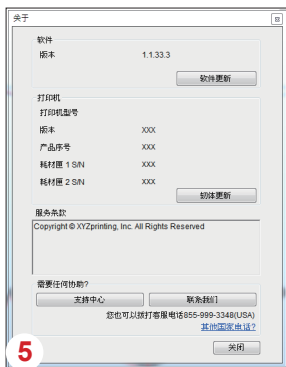 关于
软件
版本 1.1.33.3
软件更新
打印机
打印机型号
版本 XXX
产品序号 XXX
耗材匣 1 S/N XXX
耗材匣 2 S/N XXX
韧体更新
服务条款
Copyright © XYZprinting, Inc. All Rights Reserved
需要任何协助?
支持中心 联系我们
您也可以拨打客服电话855-999-3348(USA)
其他国家电话?
关闭
5